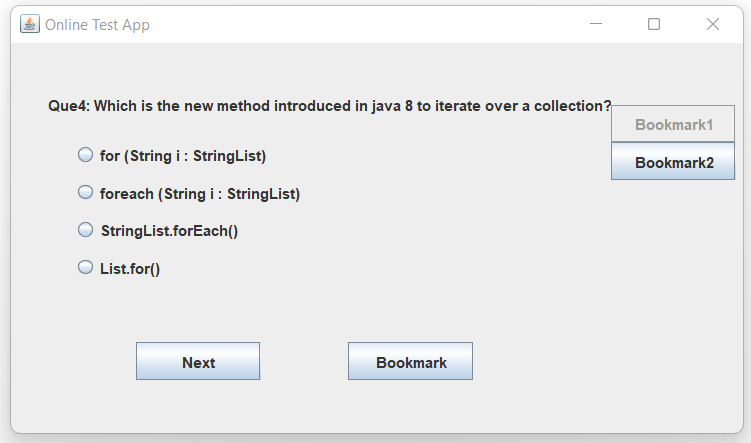 Online Test App
Que4: Which is the new method introduced in java 8 to iterate over a collection?
Bookmark1
for (String i : StringList)
Bookmark2
foreach (String i : StringList)
StringList.forEach()
List.for()
Next
Bookmark